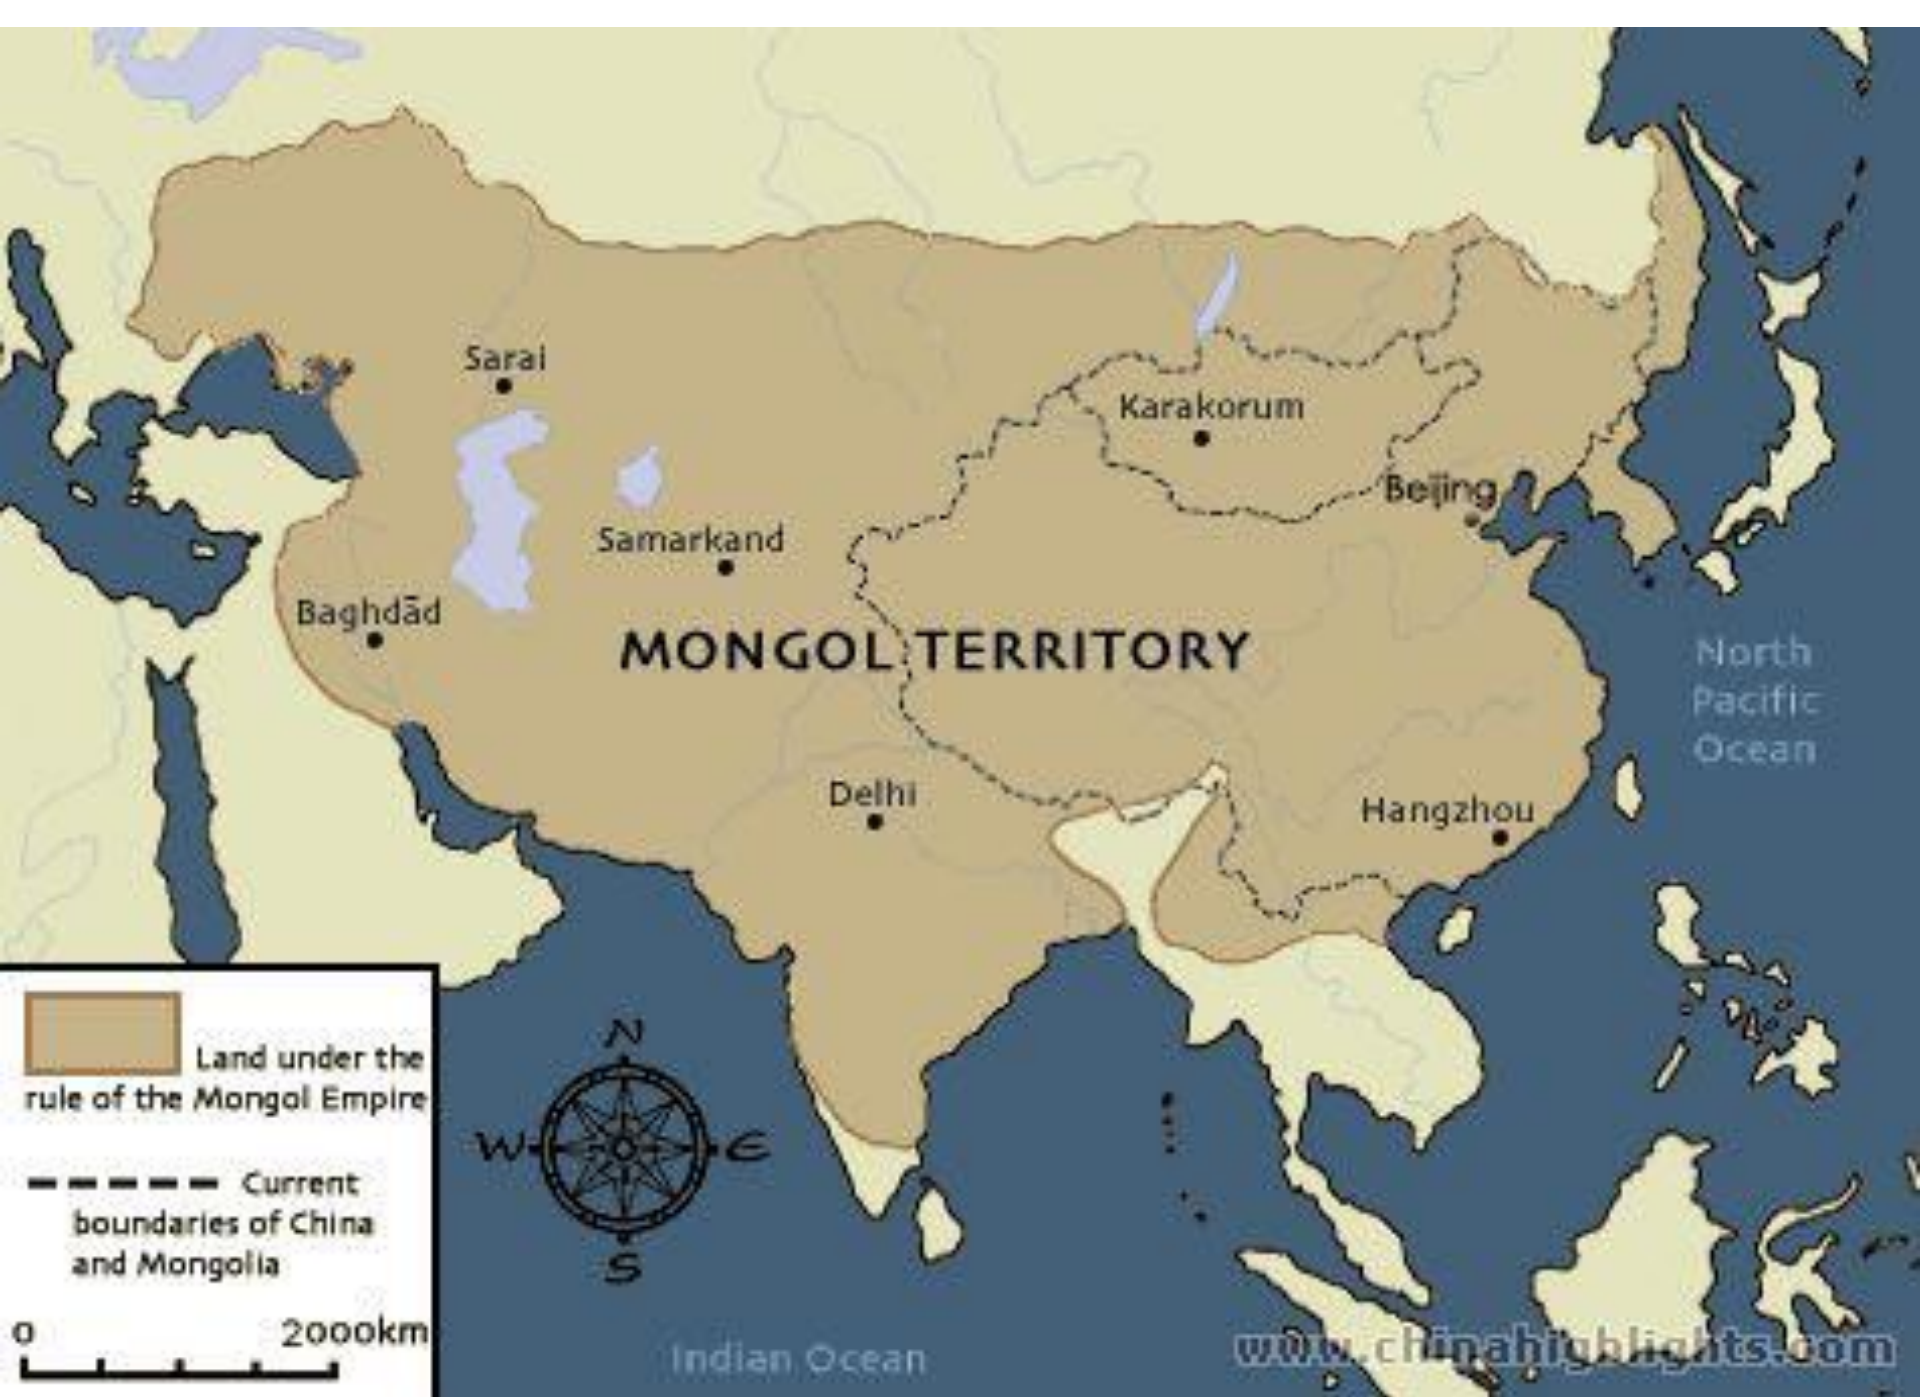 Sarai
Karakorum
Beijing
Samarkand
Baghdād
MONGOL TERRITORY
North
Pacific
Ocean
Delhi
Hangzhou
Land under the
rule of the Mongol Empire
Current
boundaries of China
and Mongolia
0 2000km
N
W E
S
Indian Ocean
www.chinahighlights.com